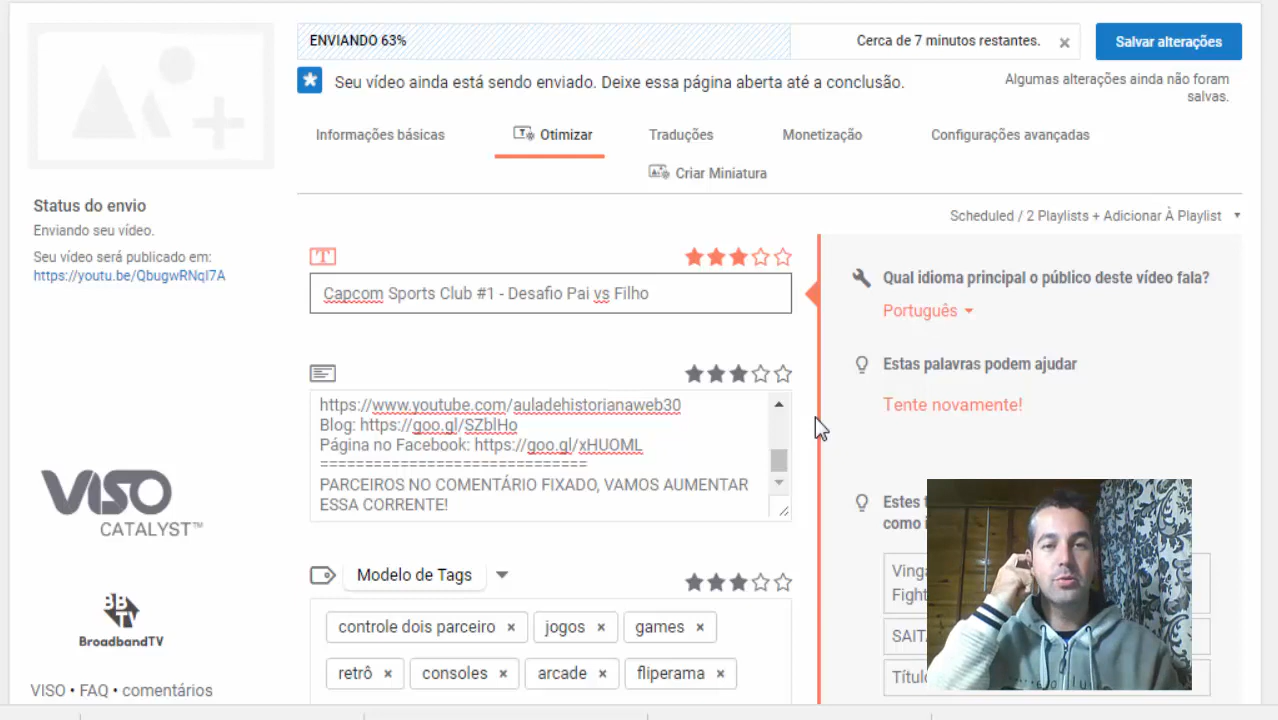 ENVIANDO 63%
Cerca de 7 minutos restantes.
Salvar alterações
Seu vídeo ainda está sendo enviado. Deixe essa página aberta até a conclusão.
Algumas alterações ainda não foram
salvas.
Informações básicas
Otimizar
Traduções
Monetização
Configurações avançadas
Criar Miniatura
Status do envio
Enviando seu vídeo.
Seu vídeo será publicado em:
https://youtu.be/QbugwRNqI7A
Scheduled / 2 Playlists + Adicionar À Playlist
Capcom Sports Club #1 - Desafio Pai vs Filho
Qual idioma principal o público deste vídeo fala?
Português
Estas palavras podem ajudar
Tente novamente!
https://www.youtube.com/auladehistorianaweb30
Blog: https://goo.gl/SZblHo
Página no Facebook: https://goo.gl/xHUOML
==============================
PARCEIROS NO COMENTÁRIO FIXADO, VAMOS AUMENTAR
ESSA CORRENTE!
VISO
CATALYST™
Modelo de Tags
controle dois parceiro ×
jogos ×
games ×
retrô ×
consoles ×
arcade ×
fliperama ×
BB
TV
BroadbandTV
VISO • FAQ • comentários
Estes
como
Fight
SAIT